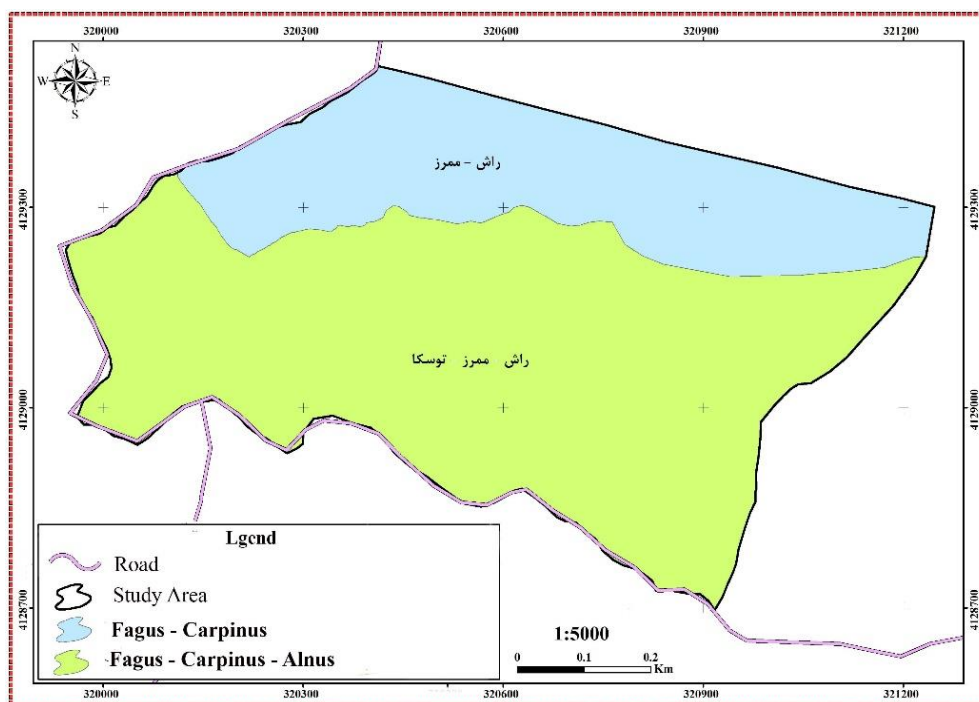 320000 320300 320600 320900 321200
N
W E
S
راش - ممرز
4129300 4129300
راش ممرز توسکا
4129000 4129000
Lgend
Road
Study Area
Fagus - Carpinus
Fagus - Carpinus - Alnus
1:5000
0 0.1 0.2
Km
4128700 4128700
320000 320300 320600 320900 321200